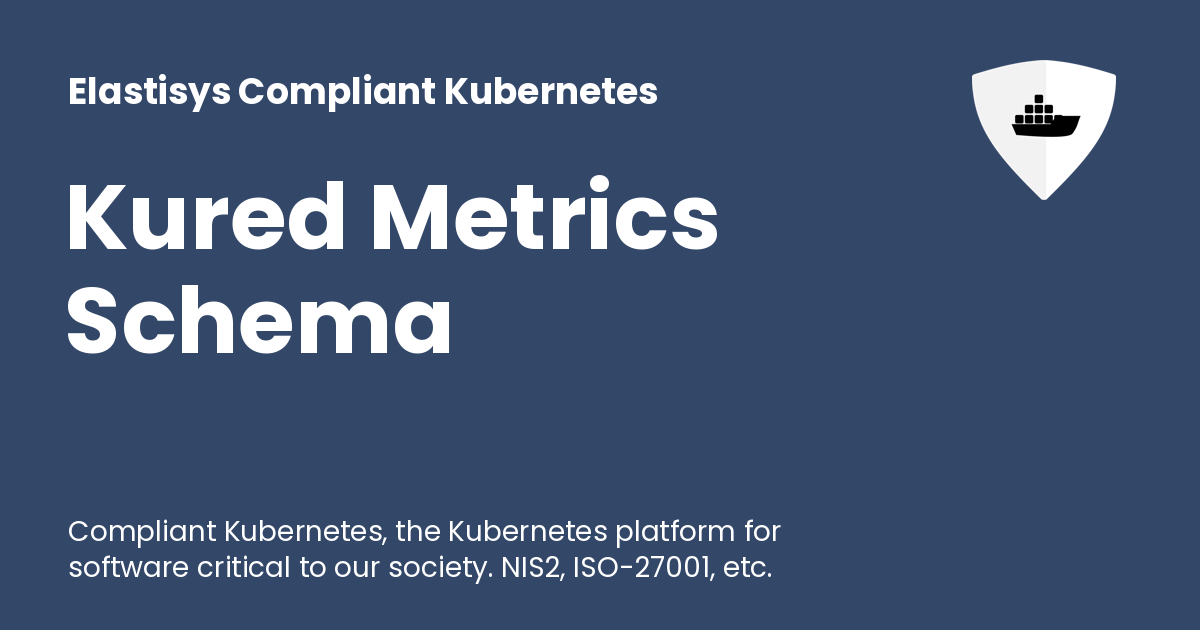 Elastisys Compliant Kubernetes
Kured Metrics
Schema
Compliant Kubernetes, the Kubernetes platform for
software critical to our society. NIS2, ISO-27001, etc.